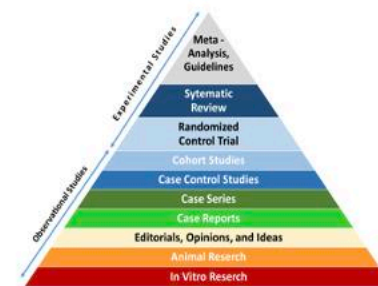 Meta -
Analysis,
Guidelines
Sytematic
Review
Randomized
Control Trial
Cohort Studies
Case Control Studies
Case Series
Case Reports
Editorials, Opinions, and Ideas
Animal Reserch
In Vitro Reserch
Experimental Studies
Observational Studies